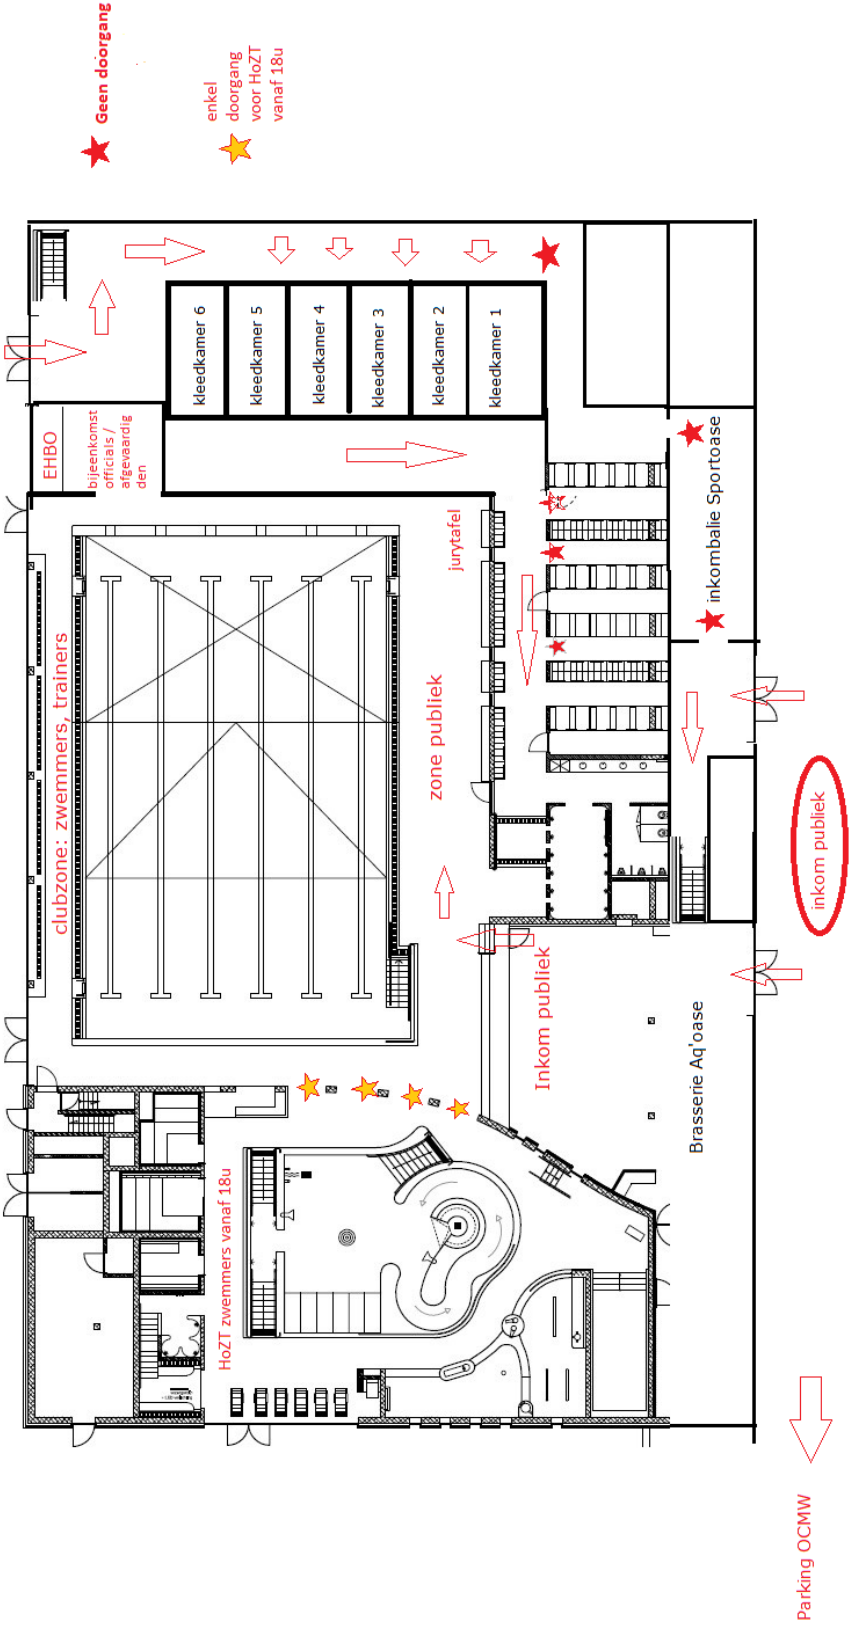 Geen doorgang
enkel
doorgang
voor HoZT
vanaf 18u
kleedkamer 6
kleedkamer 5
kleedkamer 4
kleedkamer 3
kleedkamer 2
kleedkamer 1
EHBO
bijeenkomst
officials /
afgevaardig
den
jurytafel
inkombalie Sportoase
clubzone: zwemmers, trainers
zone publiek
inkom publiek
Inkom publiek
Brasserie Aq'oase
HoZT zwemmers vanaf 18u
Parking OCMW